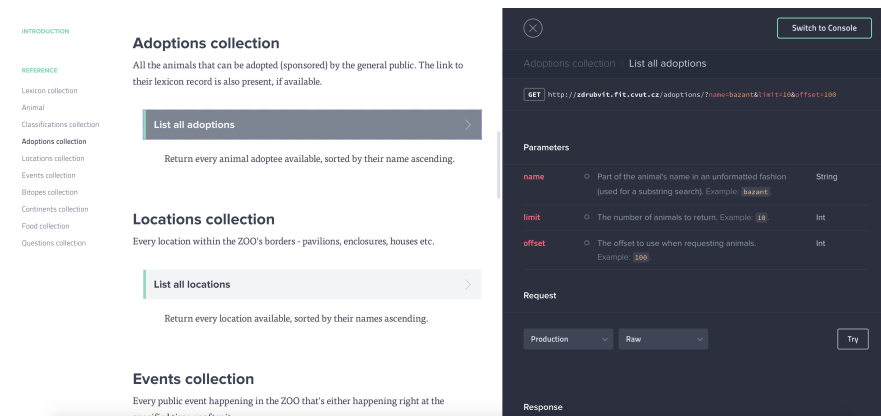 INTRODUCTION
REFERENCE
Lexicon collection
Animal
Classifications collection
Adoptions collection
Locations collection
Events collection
Bitopes collection
Continents collection
Food collection
Questions collection
Adoptions collection
All the animals that can be adopted (sponsored) by the general public. The link to
their lexicon record is also present, if available.
List all adoptions
Return every animal adoptee available, sorted by their name ascending.
Locations collection
Every location within the ZOO's borders - pavilions, enclosures, houses etc.
List all locations
Return every location available, sorted by their names ascending.
Events collection
Every public event happening in the ZOO that's either happening right at the
Switch to Console
Adoptions collection / List all adoptions
GET http://zdrubvit.fit.cvut.cz/adoptions/?name=bazant&limit=10&offset=100
Parameters
name Part of the animal's name in an unformatted fashion String
(used for a substring search). Example: bazant.
limit The number of animals to return. Example: 10. Int
offset The offset to use when requesting animals. Int
Example: 100.
Request
Production Raw Try
Response